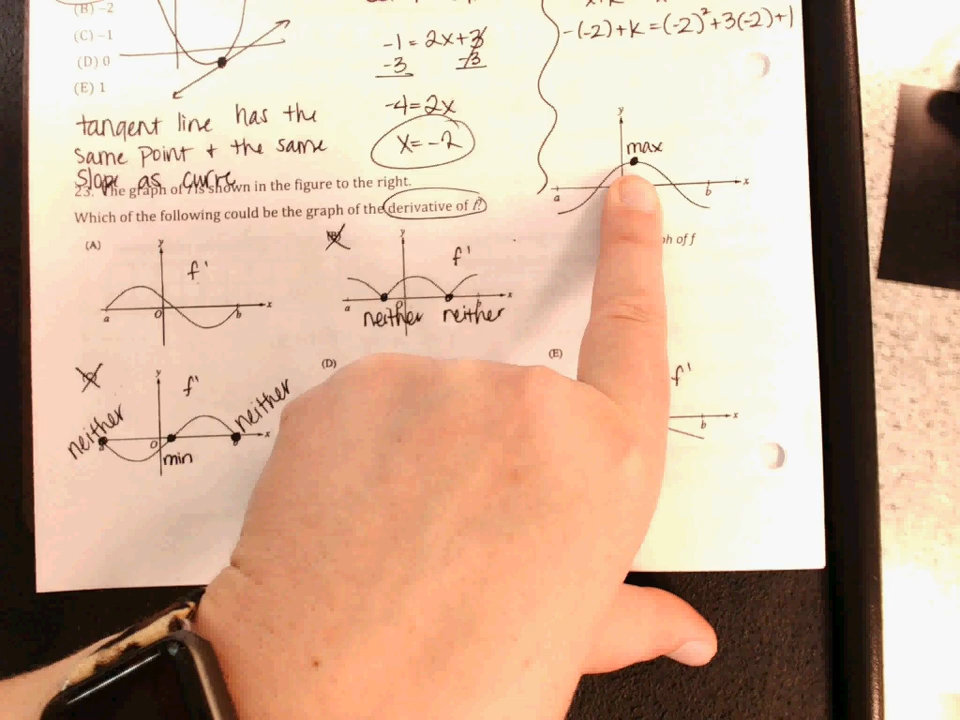 (B) -2
(C) -1
(D) 0
(E) 1
-1 = 2x+3
-3 -3
-4=2x
x=-2
-(-2)+k=(-2)²+3(-2)+1
tangent line has the
same point + the same
slope as curve
y
max
a b x
23. The graph of f is shown in the figure to the right.
Which of the following could be the graph of the derivative of f?
ph of f
(A)
y
f'
a O b x
(B)
y
f'
a O x
neither neither
y
f'
neither neither
O x
min
(D)
(E)
f'
x
b